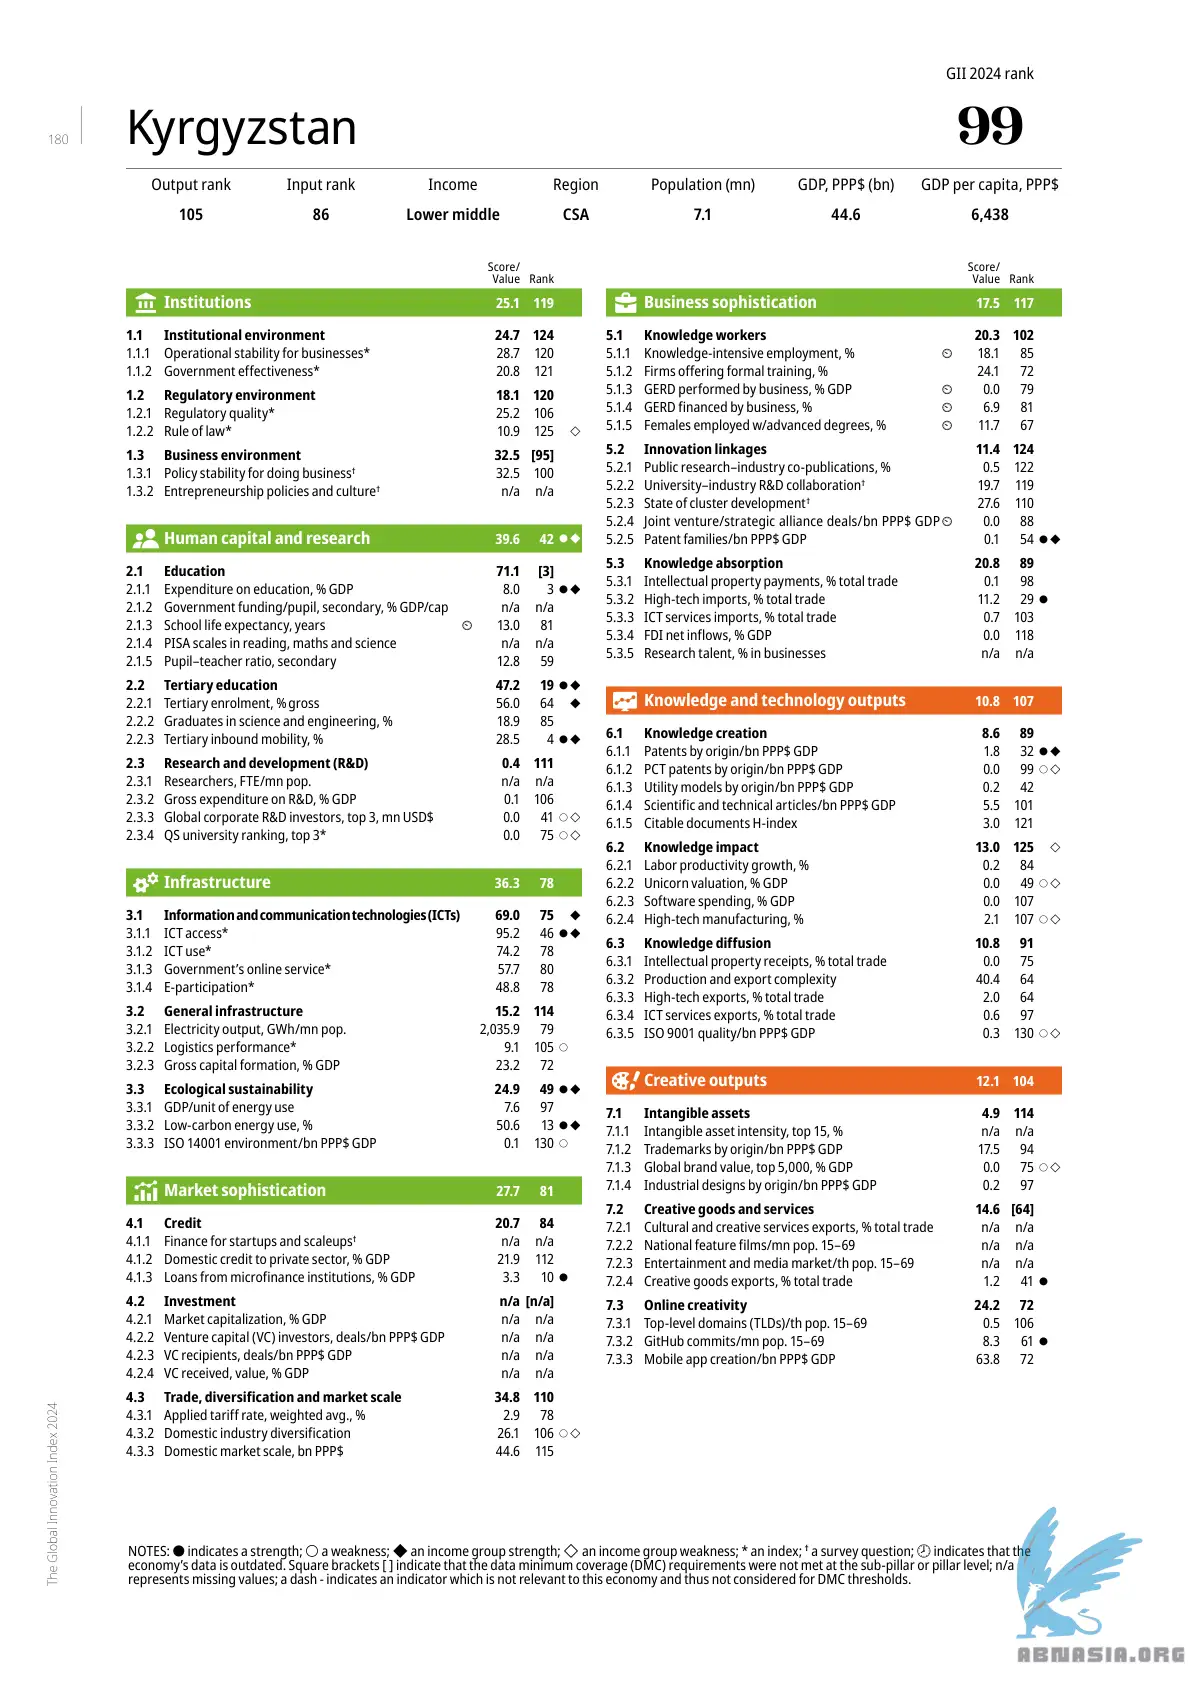 GII 2024 rank
180
Kyrgyzstan
99
Output rank Input rank Income Region Population (mn) GDP, PPP$ (bn) GDP per capita, PPP$
105 86 Lower middle CSA 7.1 44.6 6,438
Score/
Value Rank
Institutions 25.1 119
1.1 Institutional environment 24.7 124
1.1.1 Operational stability for businesses* 28.7 120
1.1.2 Government effectiveness* 20.8 121
1.2 Regulatory environment 18.1 120
1.2.1 Regulatory quality* 25.2 106
1.2.2 Rule of law* 10.9 125 ◇
1.3 Business environment 32.5 [95]
1.3.1 Policy stability for doing business† 32.5 100
1.3.2 Entrepreneurship policies and culture† n/a n/a
Human capital and research 39.6 42 ●◆
2.1 Education 71.1 [3]
2.1.1 Expenditure on education, % GDP 8.0 3 ●◆
2.1.2 Government funding/pupil, secondary, % GDP/cap n/a n/a
2.1.3 School life expectancy, years 13.0 81
2.1.4 PISA scales in reading, maths and science n/a n/a
2.1.5 Pupil–teacher ratio, secondary 12.8 59
2.2 Tertiary education 47.2 19 ●◆
2.2.1 Tertiary enrolment, % gross 56.0 64 ◆
2.2.2 Graduates in science and engineering, % 18.9 85
2.2.3 Tertiary inbound mobility, % 28.5 4 ●◆
2.3 Research and development (R&D) 0.4 111
2.3.1 Researchers, FTE/mn pop. n/a n/a
2.3.2 Gross expenditure on R&D, % GDP 0.1 106
2.3.3 Global corporate R&D investors, top 3, mn USD$ 0.0 41 ○◇
2.3.4 QS university ranking, top 3* 0.0 75 ○◇
Infrastructure 36.3 78
3.1 Information and communication technologies (ICTs) 69.0 75 ◆
3.1.1 ICT access* 95.2 46 ●◆
3.1.2 ICT use* 74.2 78
3.1.3 Government's online service* 57.7 80
3.1.4 E-participation* 48.8 78
3.2 General infrastructure 15.2 114
3.2.1 Electricity output, GWh/mn pop. 2,035.9 79
3.2.2 Logistics performance* 9.1 105 ○
3.2.3 Gross capital formation, % GDP 23.2 72
3.3 Ecological sustainability 24.9 49 ●◆
3.3.1 GDP/unit of energy use 7.6 97
3.3.2 Low-carbon energy use, % 50.6 13 ●◆
3.3.3 ISO 14001 environment/bn PPP$ GDP 0.1 130 ○
Market sophistication 27.7 81
4.1 Credit 20.7 84
4.1.1 Finance for startups and scaleups† n/a n/a
4.1.2 Domestic credit to private sector, % GDP 21.9 112
4.1.3 Loans from microfinance institutions, % GDP 3.3 10 ●
4.2 Investment n/a [n/a]
4.2.1 Market capitalization, % GDP n/a n/a
4.2.2 Venture capital (VC) investors, deals/bn PPP$ GDP n/a n/a
4.2.3 VC recipients, deals/bn PPP$ GDP n/a n/a
4.2.4 VC received, value, % GDP n/a n/a
4.3 Trade, diversification and market scale 34.8 110
4.3.1 Applied tariff rate, weighted avg., % 2.9 78
4.3.2 Domestic industry diversification 26.1 106 ○◇
4.3.3 Domestic market scale, bn PPP$ 44.6 115
Score/
Value Rank
Business sophistication 17.5 117
5.1 Knowledge workers 20.3 102
5.1.1 Knowledge-intensive employment, % 18.1 85
5.1.2 Firms offering formal training, % 24.1 72
5.1.3 GERD performed by business, % GDP 0.0 79
5.1.4 GERD financed by business, % 6.9 81
5.1.5 Females employed w/advanced degrees, % 11.7 67
5.2 Innovation linkages 11.4 124
5.2.1 Public research–industry co-publications, % 0.5 122
5.2.2 University–industry R&D collaboration† 19.7 119
5.2.3 State of cluster development† 27.6 110
5.2.4 Joint venture/strategic alliance deals/bn PPP$ GDP 0.0 88
5.2.5 Patent families/bn PPP$ GDP 0.1 54 ●◆
5.3 Knowledge absorption 20.8 89
5.3.1 Intellectual property payments, % total trade 0.1 98
5.3.2 High-tech imports, % total trade 11.2 29 ●
5.3.3 ICT services imports, % total trade 0.7 103
5.3.4 FDI net inflows, % GDP 0.0 118
5.3.5 Research talent, % in businesses n/a n/a
Knowledge and technology outputs 10.8 107
6.1 Knowledge creation 8.6 89
6.1.1 Patents by origin/bn PPP$ GDP 1.8 32 ●◆
6.1.2 PCT patents by origin/bn PPP$ GDP 0.0 99 ○◇
6.1.3 Utility models by origin/bn PPP$ GDP 0.2 42
6.1.4 Scientific and technical articles/bn PPP$ GDP 5.5 101
6.1.5 Citable documents H-index 3.0 121
6.2 Knowledge impact 13.0 125 ◇
6.2.1 Labor productivity growth, % 0.2 84
6.2.2 Unicorn valuation, % GDP 0.0 49 ○◇
6.2.3 Software spending, % GDP 0.0 107
6.2.4 High-tech manufacturing, % 2.1 107 ○◇
6.3 Knowledge diffusion 10.8 91
6.3.1 Intellectual property receipts, % total trade 0.0 75
6.3.2 Production and export complexity 40.4 64
6.3.3 High-tech exports, % total trade 2.0 64
6.3.4 ICT services exports, % total trade 0.6 97
6.3.5 ISO 9001 quality/bn PPP$ GDP 0.3 130 ○◇
Creative outputs 12.1 104
7.1 Intangible assets 4.9 114
7.1.1 Intangible asset intensity, top 15, % n/a n/a
7.1.2 Trademarks by origin/bn PPP$ GDP 17.5 94
7.1.3 Global brand value, top 5,000, % GDP 0.0 75 ○◇
7.1.4 Industrial designs by origin/bn PPP$ GDP 0.2 97
7.2 Creative goods and services 14.6 [64]
7.2.1 Cultural and creative services exports, % total trade n/a n/a
7.2.2 National feature films/mn pop. 15–69 n/a n/a
7.2.3 Entertainment and media market/th pop. 15–69 n/a n/a
7.2.4 Creative goods exports, % total trade 1.2 41 ●
7.3 Online creativity 24.2 72
7.3.1 Top-level domains (TLDs)/th pop. 15–69 0.5 106
7.3.2 GitHub commits/mn pop. 15–69 8.3 61 ●
7.3.3 Mobile app creation/bn PPP$ GDP 63.8 72
The Global Innovation Index 2024
NOTES: ● indicates a strength; ○ a weakness; ◆ an income group strength; ◇ an income group weakness; * an index; † a survey question; 🕘 indicates that the
economy's data is outdated. Square brackets [ ] indicate that the data minimum coverage (DMC) requirements were not met at the sub-pillar or pillar level; n/a
represents missing values; a dash - indicates an indicator which is not relevant to this economy and thus not considered for DMC thresholds.
ABNASIA.ORG